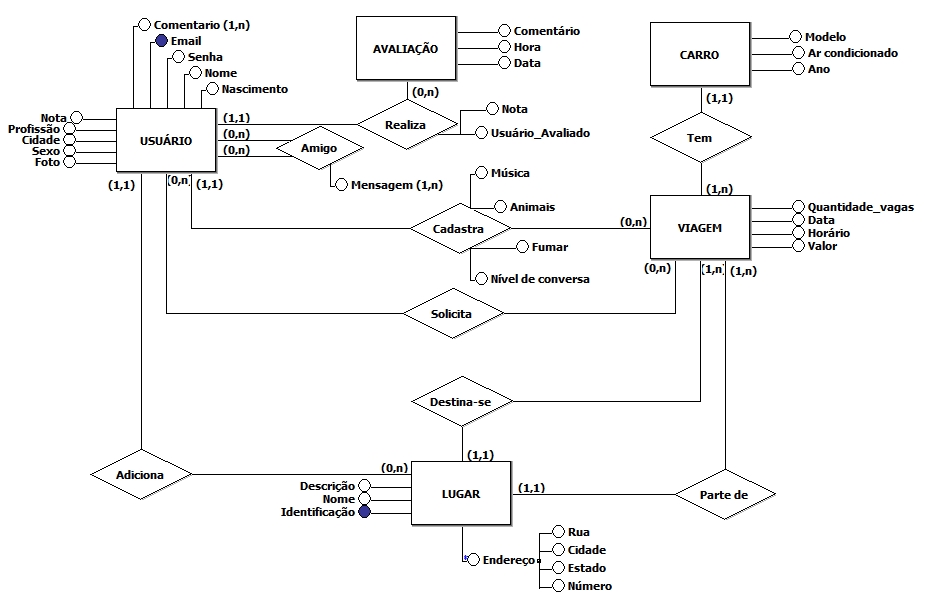 Comentario (1,n)
Email
Senha
Nome
Nascimento
Nota
Profissão
Cidade
Sexo
Foto
USUÁRIO
(1,1)
(0,n)
(0,n)
(1,1)
(0,n)
(1,1)
AVALIAÇÃO
Comentário
Hora
Data
(0,n)
Realiza
Nota
Usuário_Avaliado
Amigo
Mensagem (1,n)
CARRO
Modelo
Ar condicionado
Ano
(1,1)
Tem
(1,n)
VIAGEM
Quantidade_vagas
Data
Horário
Valor
(0,n)
(0,n)
(1,n)
(1,n)
Música
Animais
Cadastra
Fumar
Nível de conversa
Solicita
Destina-se
(1,1)
Adiciona
(0,n)
Descrição
Nome
Identificação
LUGAR
(1,1)
Parte de
Endereço
Rua
Cidade
Estado
Número